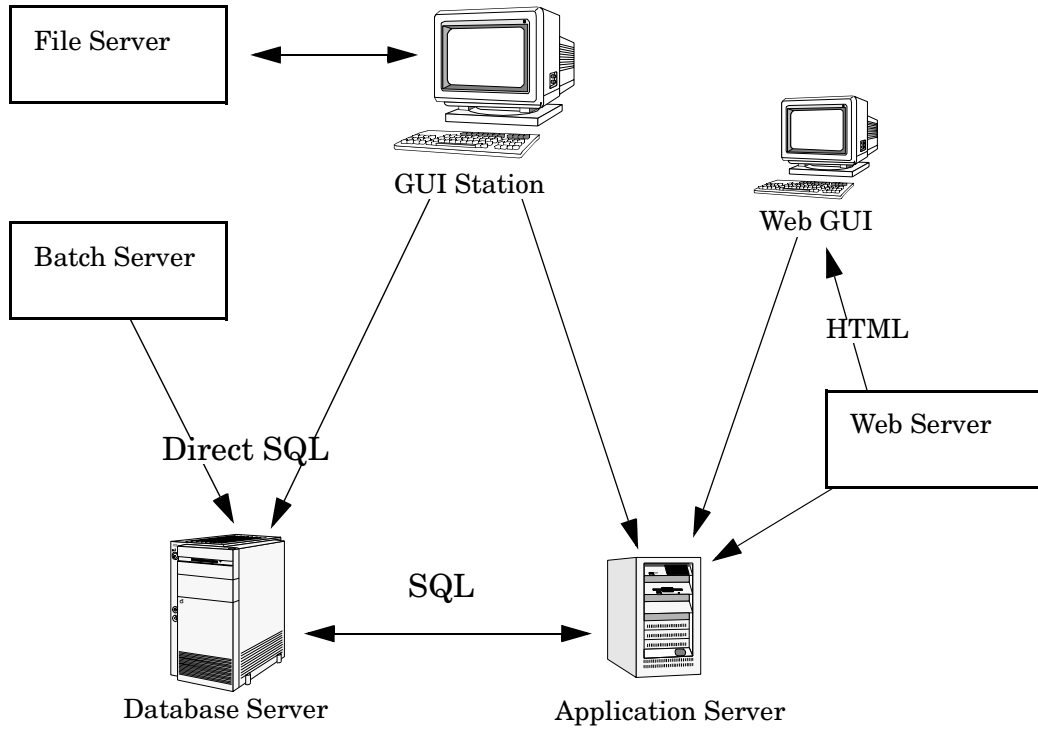 File Server
GUI Station
Web GUI
Batch Server
HTML
Web Server
Direct SQL
SQL
Database Server
Application Server